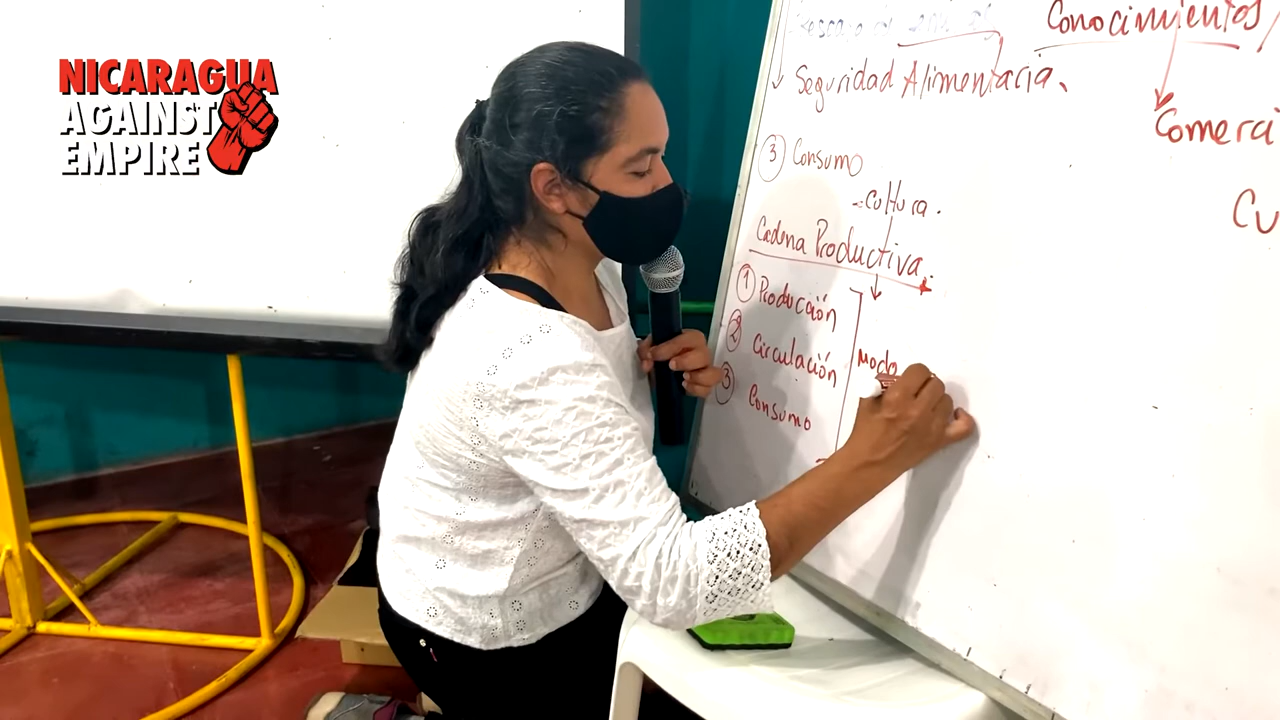 NICARAGUA
AGAINST
EMPIRE
Conocimientos,
Seguridad Alimentaria.
Comerci
③ Consumo
- Cultura.
Cu
Cadena Productiva.
① Producción
② Circulación
③ Consumo
Modo